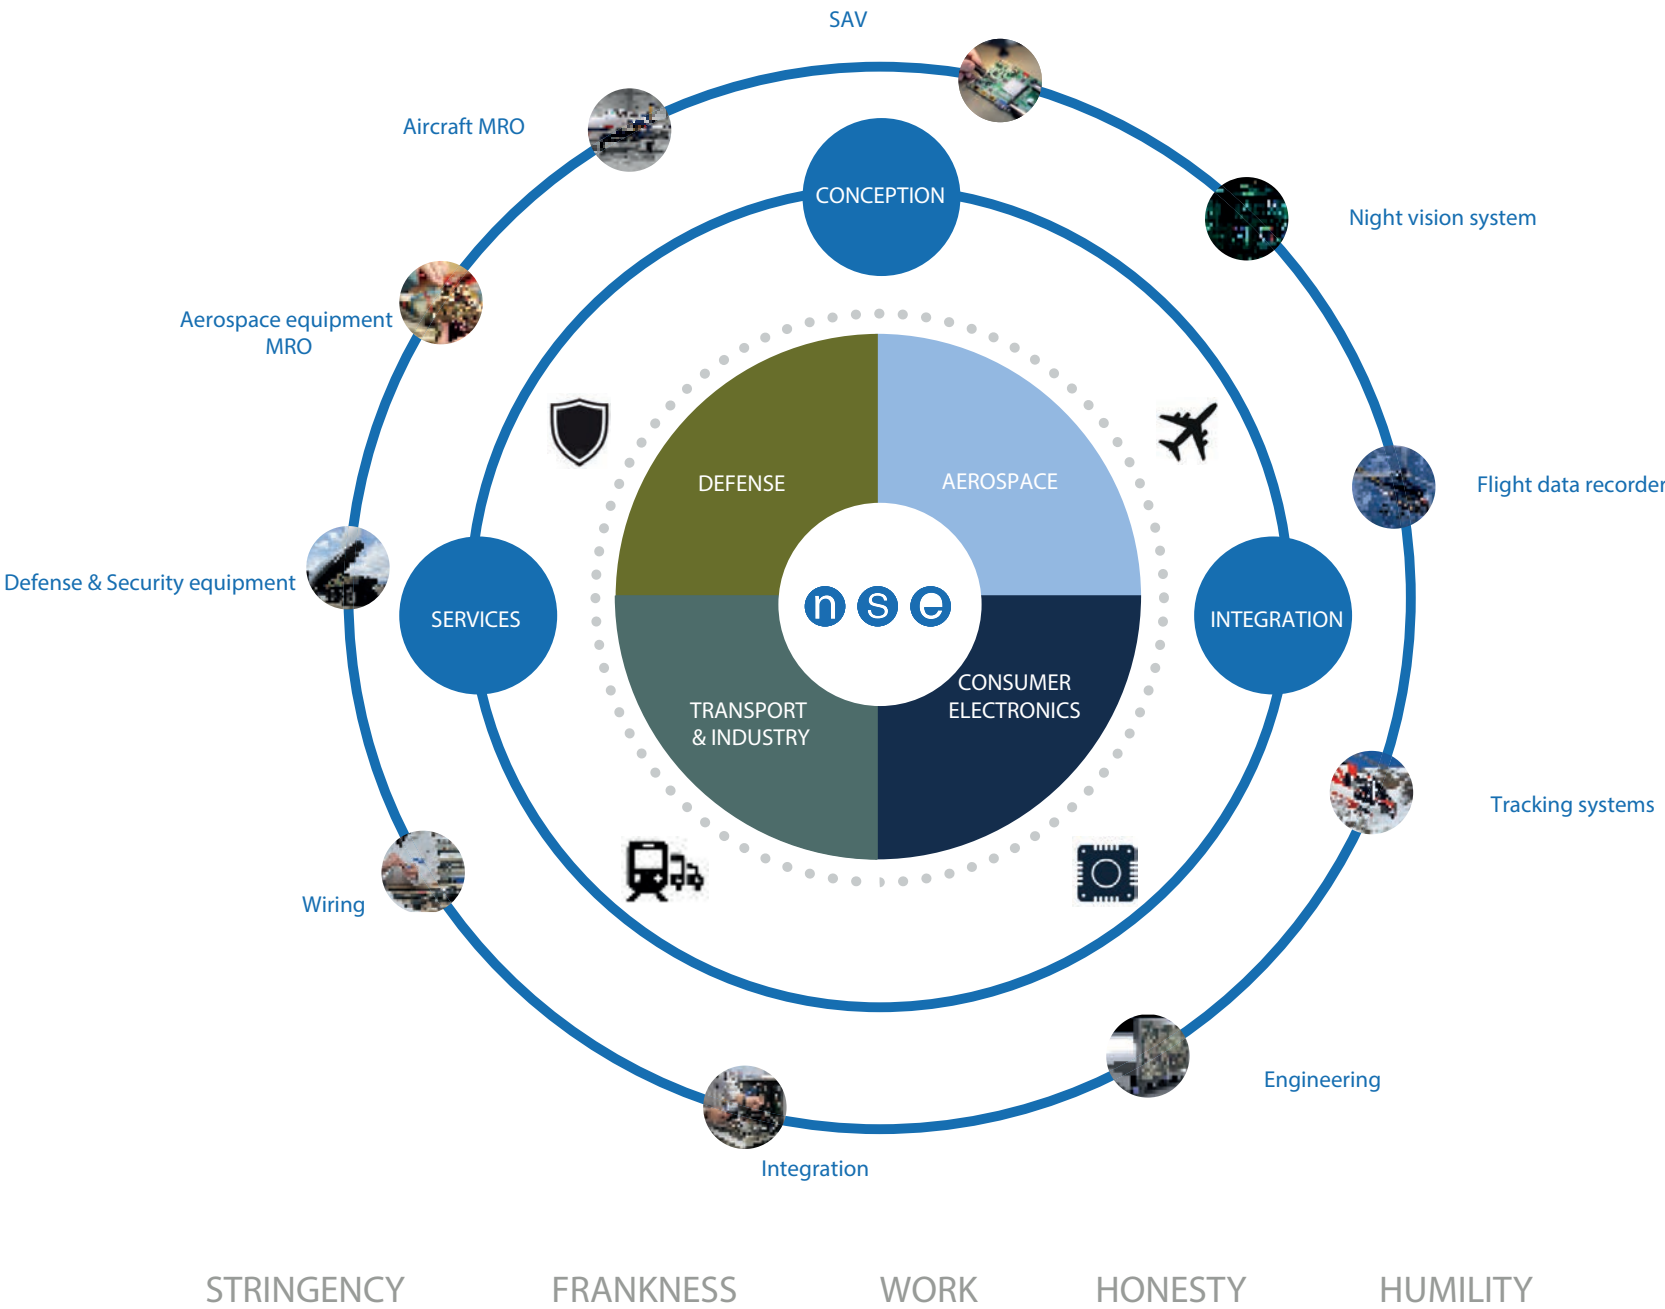 SAV
Aircraft MRO
CONCEPTION
Night vision system
Aerospace equipment
MRO
DEFENSE
AEROSPACE
Flight data recorder
Defense & Security equipment
SERVICES
nse
INTEGRATION
CONSUMER
ELECTRONICS
TRANSPORT
& INDUSTRY
Tracking systems
Wiring
Engineering
Integration
STRINGENCY
FRANKNESS
WORK
HONESTY
HUMILITY